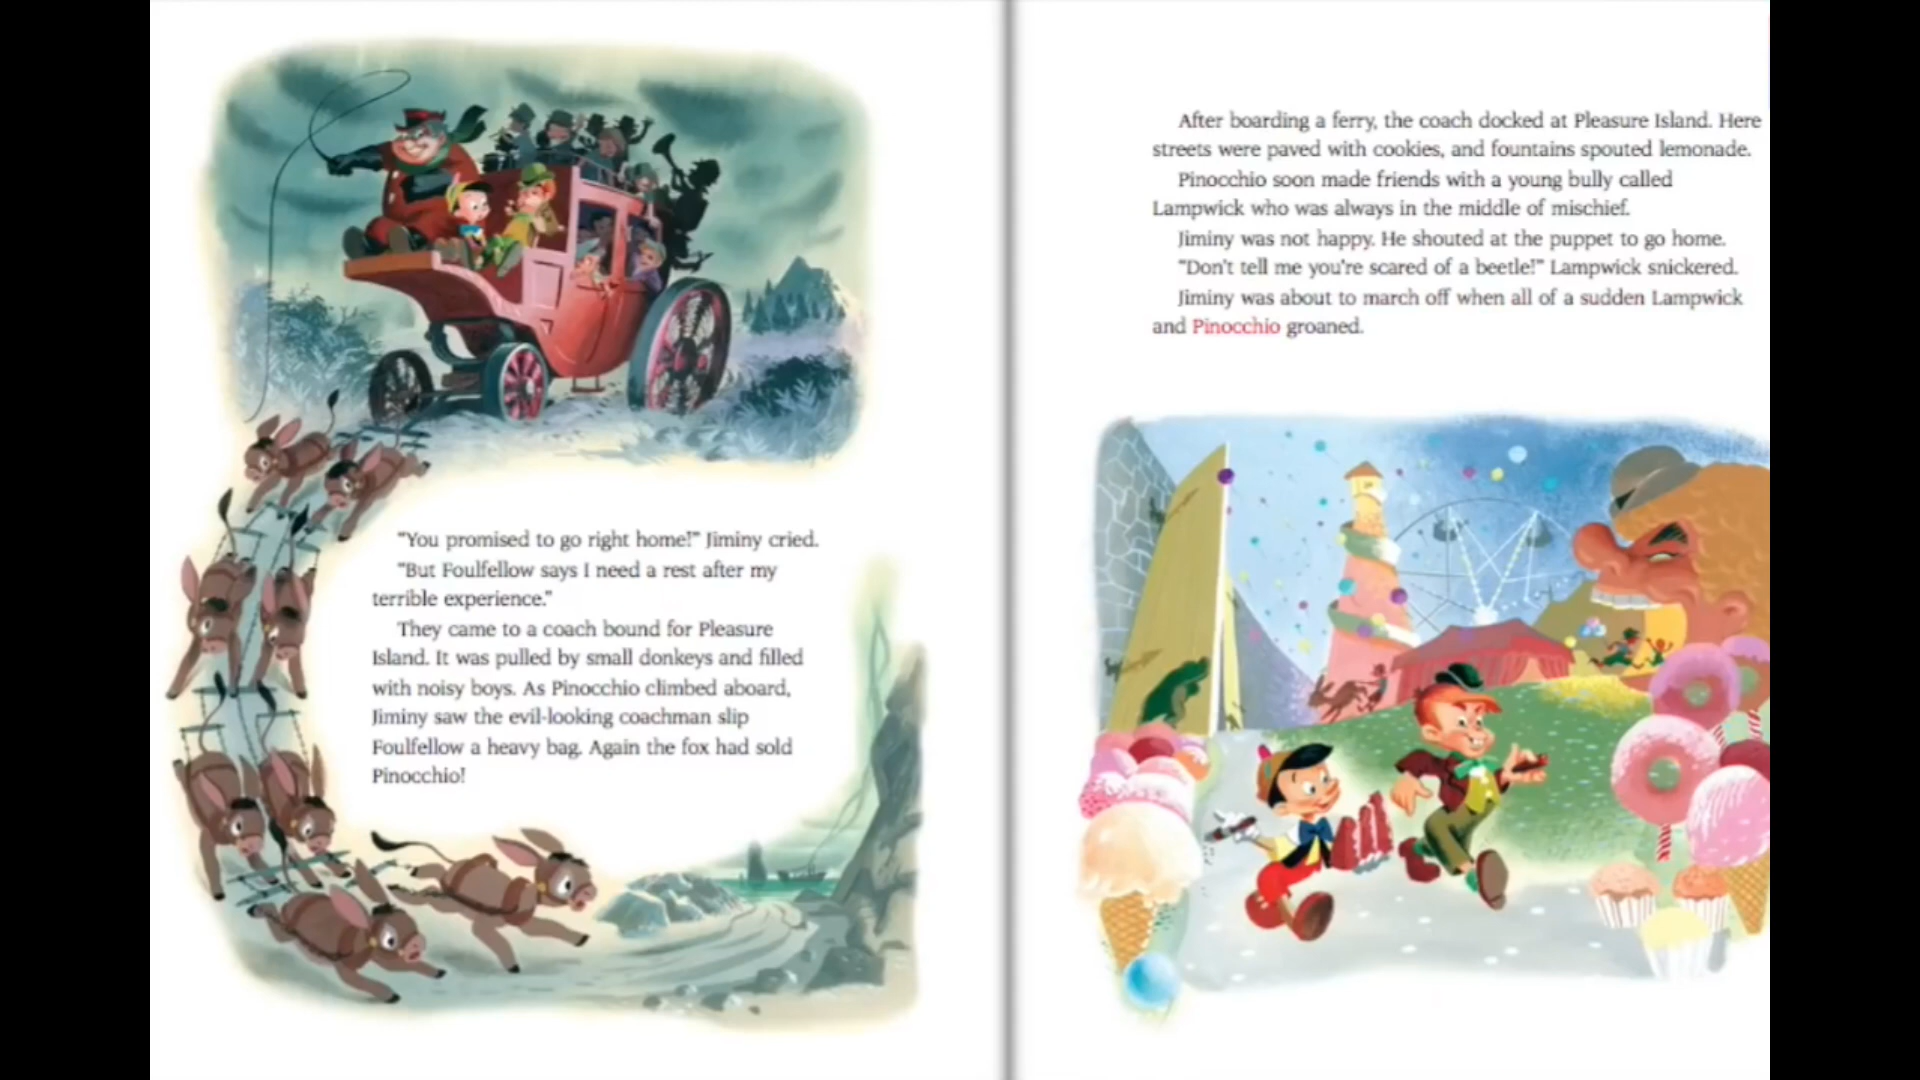 "You promised to go right home!" Jiminy cried.
"But Foulfellow says I need a rest after my
terrible experience."
They came to a coach bound for Pleasure
Island. It was pulled by small donkeys and filled
with noisy boys. As Pinocchio climbed aboard,
Jiminy saw the evil-looking coachman slip
Foulfellow a heavy bag. Again the fox had sold
Pinocchio!
After boarding a ferry, the coach docked at Pleasure Island. Here
streets were paved with cookies, and fountains spouted lemonade.
Pinocchio soon made friends with a young bully called
Lampwick who was always in the middle of mischief.
Jiminy was not happy. He shouted at the puppet to go home.
"Don't tell me you're scared of a beetle!" Lampwick snickered.
Jiminy was about to march off when all of a sudden Lampwick
and Pinocchio groaned.